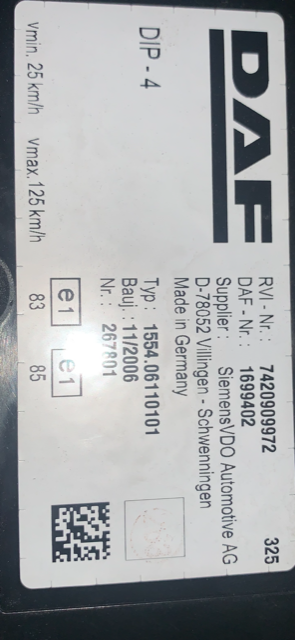 DAF
RVI - Nr.: 7420909972 325
DAF - Nr.: 1699402
Supplier: SiemensVDO Automotive AG
D-78052 Villingen - Schwenningen
Made in Germany
DIP - 4
Typ: 1554.06110101
Bauj.: 11/2006
Nr.: 267801
vmin. 25 km/h vmax. 125 km/h
e1 e1
83 85